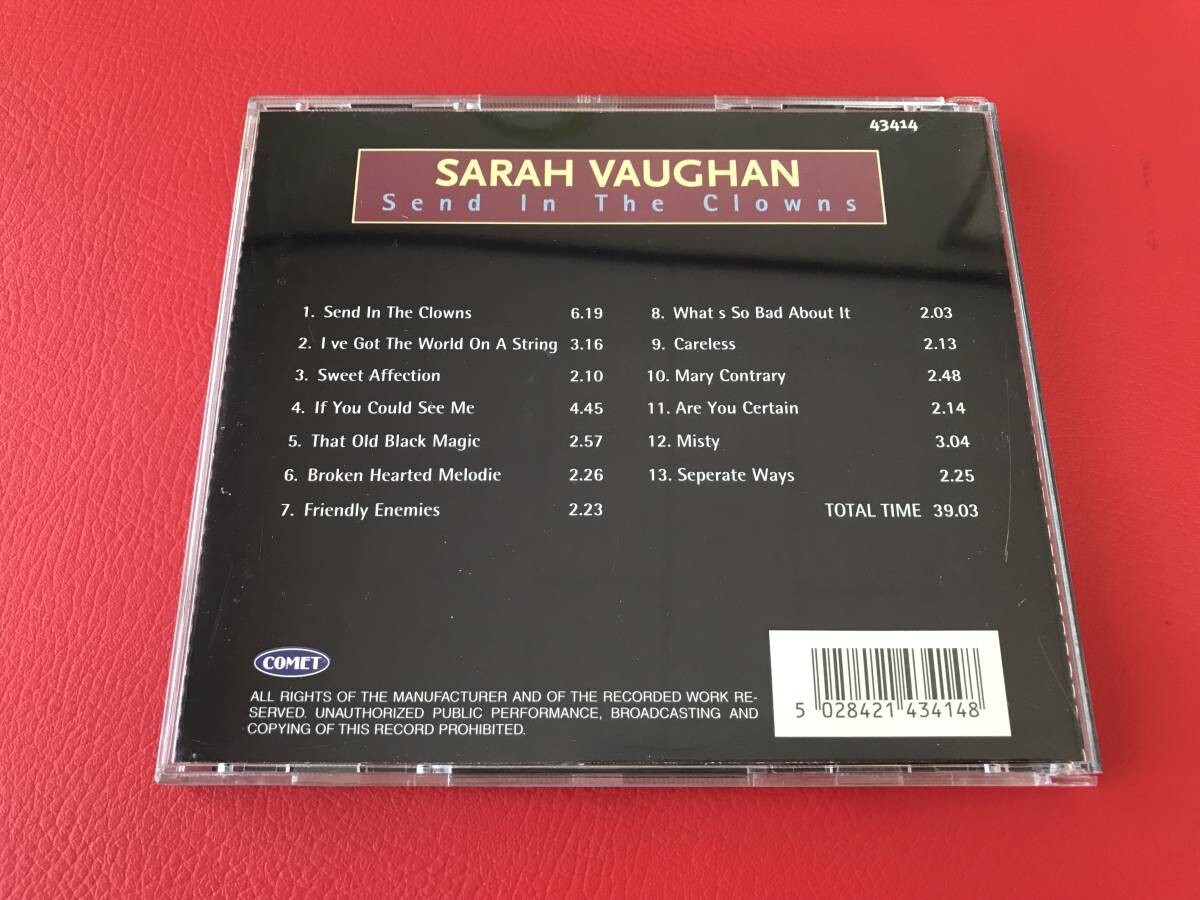 43414
SARAH VAUGHAN
Send In The Clowns
1. Send In The Clowns 6.19
2. I ve Got The World On A String 3.16
3. Sweet Affection 2.10
4. If You Could See Me 4.45
5. That Old Black Magic 2.57
6. Broken Hearted Melodie 2.26
7. Friendly Enemies 2.23
8. What s So Bad About It 2.03
9. Careless 2.13
10. Mary Contrary 2.48
11. Are You Certain 2.14
12. Misty 3.04
13. Seperate Ways 2.25
TOTAL TIME 39.03
COMET
ALL RIGHTS OF THE MANUFACTURER AND OF THE RECORDED WORK RE-
SERVED. UNAUTHORIZED PUBLIC PERFORMANCE, BROADCASTING AND
COPYING OF THIS RECORD PROHIBITED.
5 028421 434148